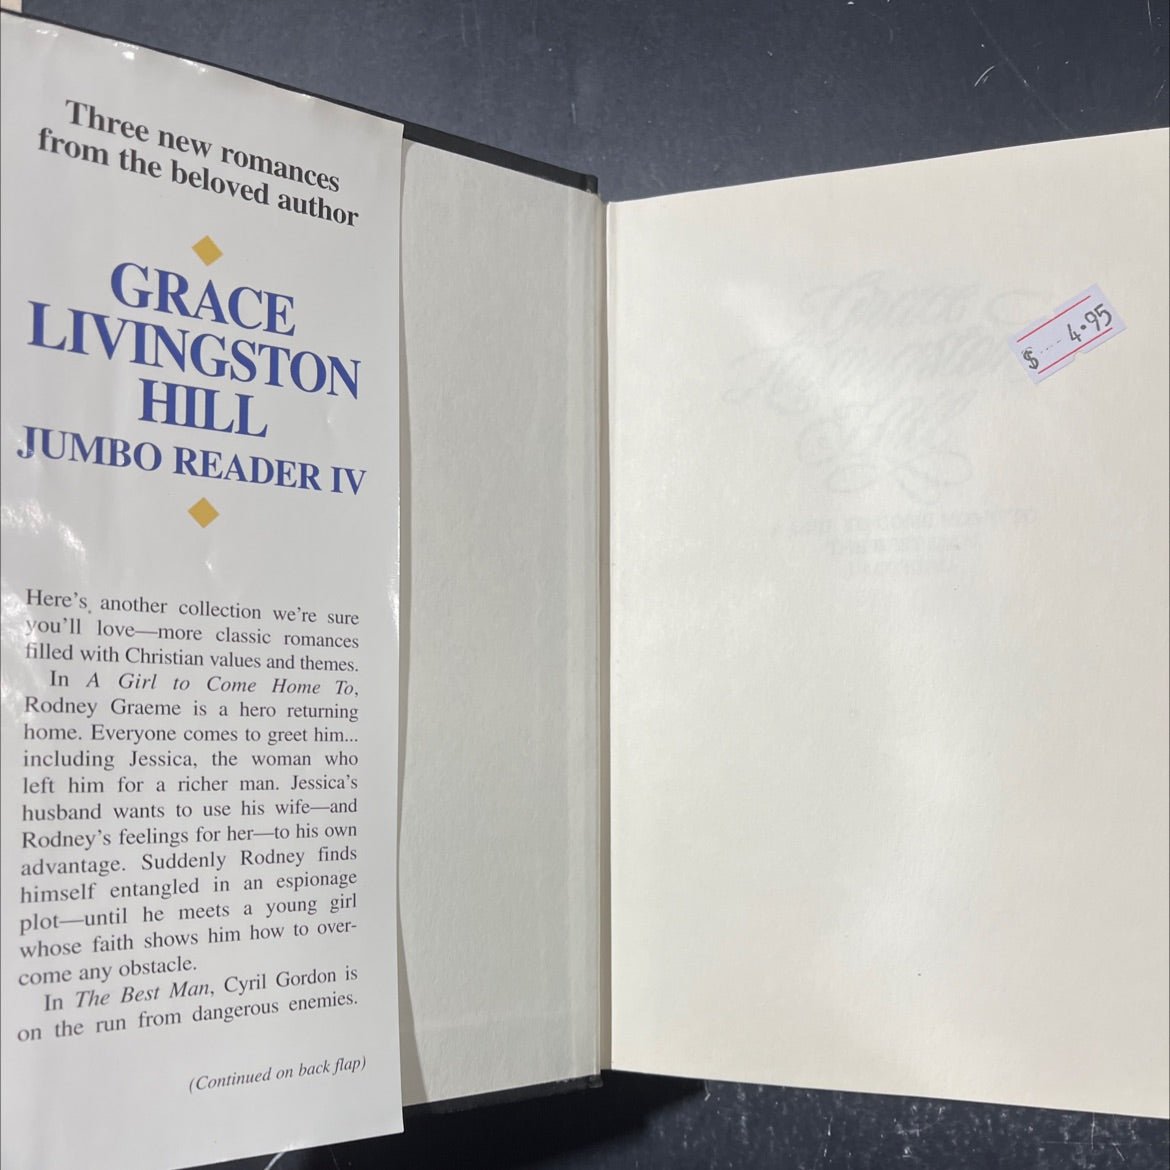 Three new romances
from the beloved author
GRACE
LIVINGSTON
HILL
JUMBO READER IV
Here's another collection we're sure
you'll love—more classic romances
filled with Christian values and themes.
In A Girl to Come Home To,
Rodney Graeme is a hero returning
home. Everyone comes to greet him...
including Jessica, the woman who
left him for a richer man. Jessica's
husband wants to use his wife—and
Rodney's feelings for her—to his own
advantage. Suddenly Rodney finds
himself entangled in an espionage
plot—until he meets a young girl
whose faith shows him how to over-
come any obstacle.
In The Best Man, Cyril Gordon is
on the run from dangerous enemies.
(Continued on back flap)
$ 4.95